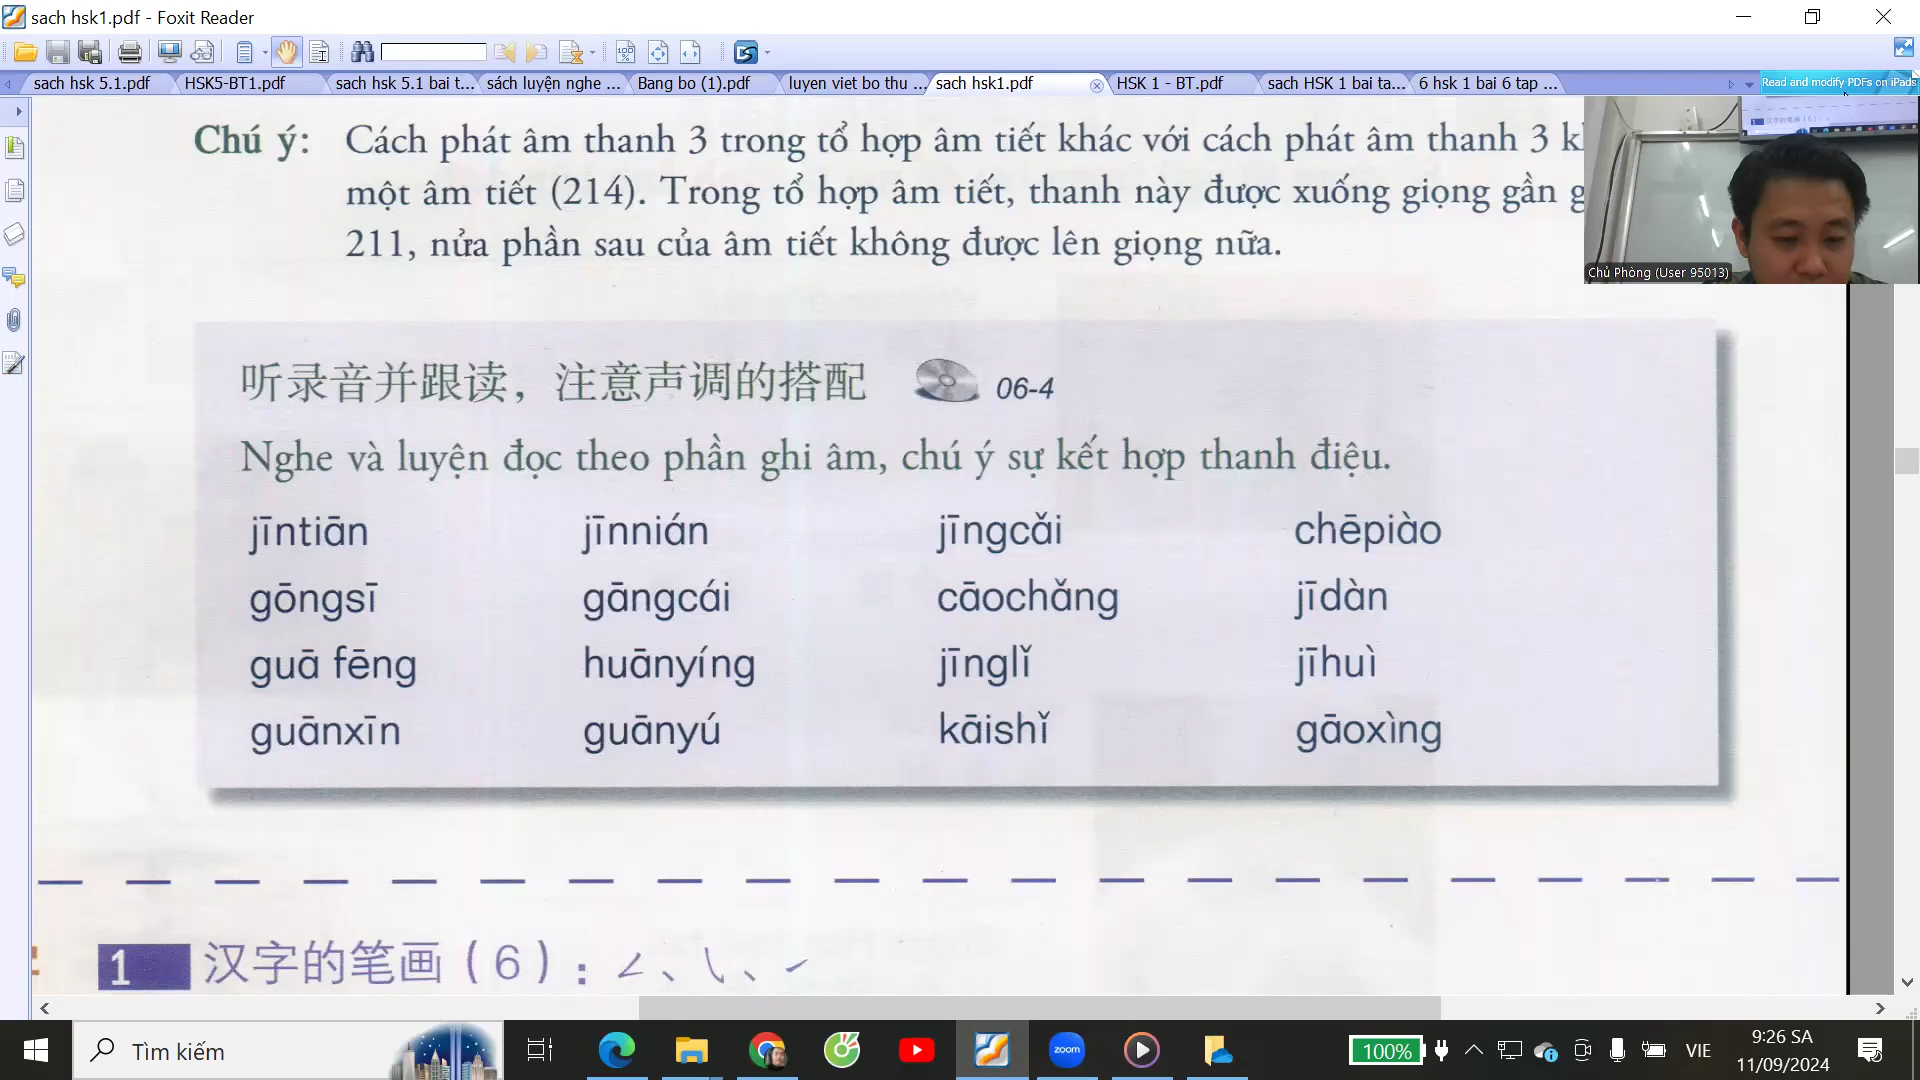 sach hsk1.pdf - Foxit Reader
sach hsk 5.1.pdf HSK5-BT1.pdf sach hsk 5.1 bai t... sách luyện nghe ... Bang bo (1).pdf luyen viet bo thu ... sach hsk1.pdf HSK 1 - BT.pdf sach HSK 1 bai ta... 6 hsk 1 bai 6 tap ...
Read and modify PDFs on iPads
Chú ý: Cách phát âm thanh 3 trong tổ hợp âm tiết khác với cách phát âm thanh 3
một âm tiết (214). Trong tổ hợp âm tiết, thanh này được xuống giọng gần
211, nửa phần sau của âm tiết không được lên giọng nữa.
Chủ Phòng (User 95013)
听录音并跟读，注意声调的搭配 06-4
Nghe và luyện đọc theo phần ghi âm, chú ý sự kết hợp thanh điệu.
jīntiān jīnnián jīngcǎi chēpiào
gōngsī gāngcái cāochǎng jīdàn
guā fēng huānyíng jīnglǐ jīhuì
guānxīn guānyú kāishǐ gāoxìng
1 汉字的笔画（6）：
Tìm kiếm
zoom
100%
VIE
9:26 SA
11/09/2024